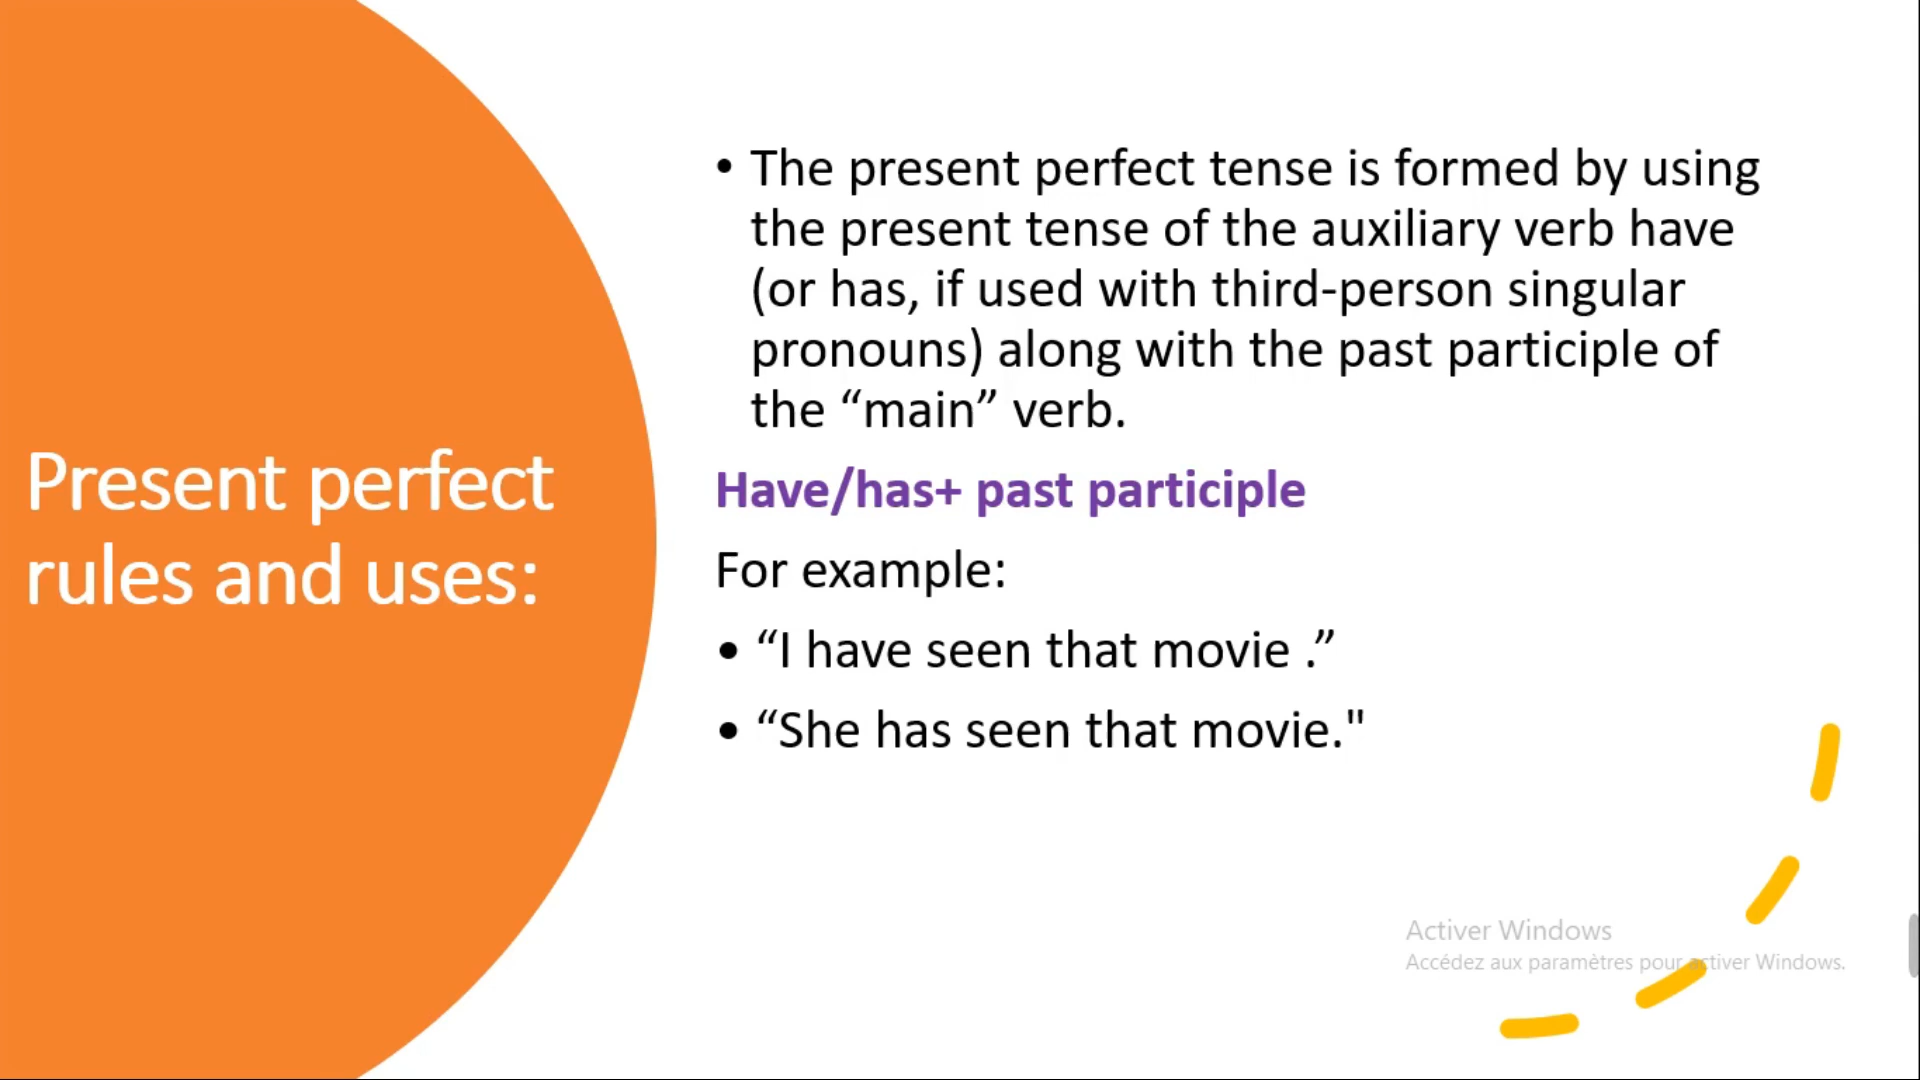 Present perfect
rules and uses:
• The present perfect tense is formed by using
the present tense of the auxiliary verb have
(or has, if used with third-person singular
pronouns) along with the past participle of
the “main” verb.
Have/has+ past participle
For example:
• “I have seen that movie .”
• “She has seen that movie."
Activer Windows
Accédez aux paramètres pour activer Windows.